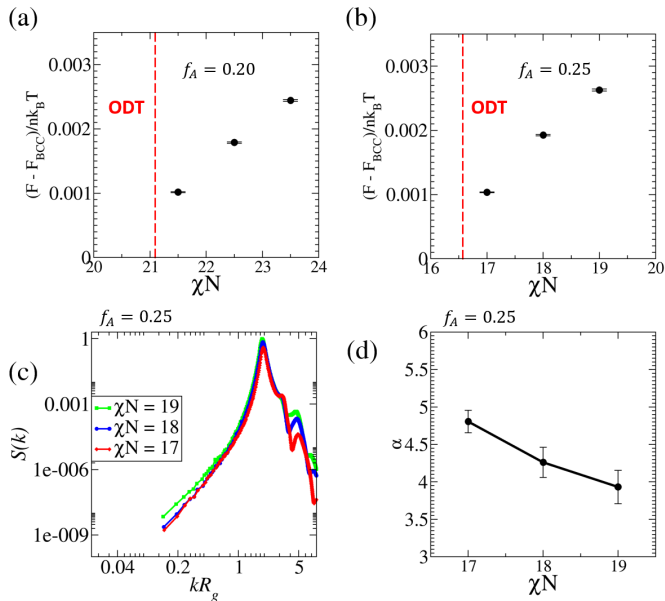 (a)
f_A = 0.20
ODT
(F - F_BCC)/nk_BT
0.003
0.002
0.001
0
20 21 22 23 24
χN
(b)
f_A = 0.25
ODT
(F - F_BCC)/nk_BT
0.003
0.002
0.001
0
16 17 18 19 20
χN
f_A = 0.25
(c)
χN = 19
χN = 18
χN = 17
S(k)
1
0.001
1e-006
1e-009
0.04 0.2 1 5
kR_g
f_A = 0.25
(d)
α
6
5.5
5
4.5
4
3.5
3
17 18 19
χN